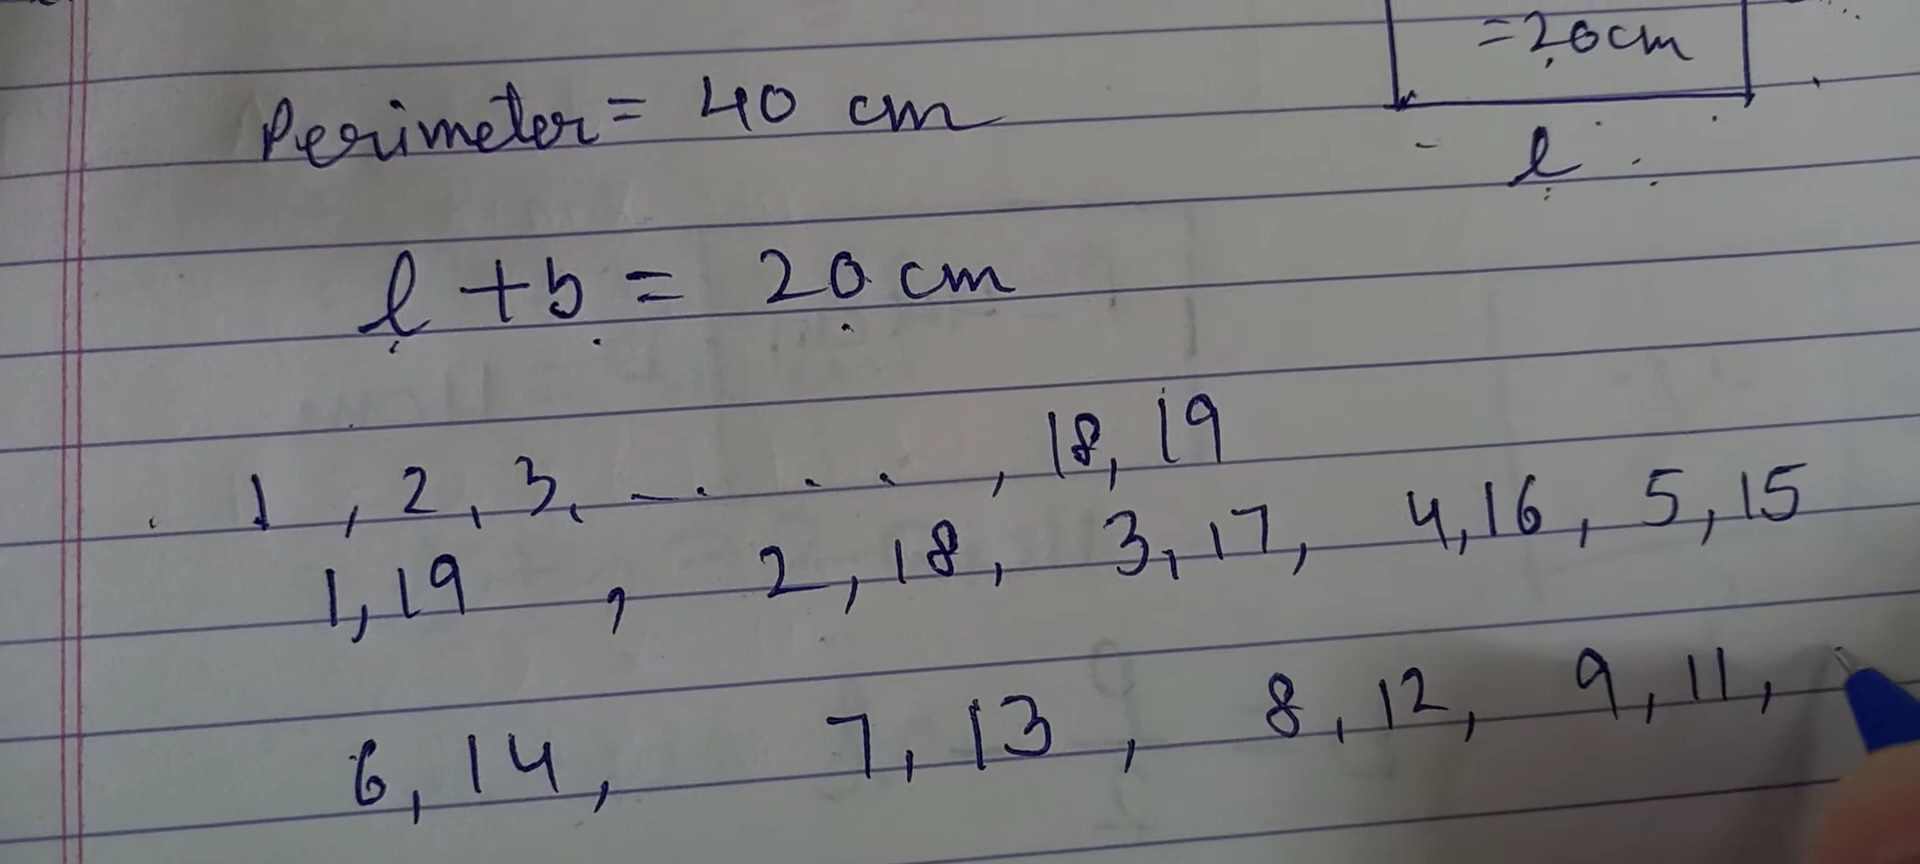 =20cm
Perimeter = 40 cm
l
l + b = 20 cm
1, 2, 3, - . . . , 18, 19
1, 19 , 2, 18, 3, 17, 4, 16, 5, 15
6, 14, 7, 13, 8, 12, 9, 11,